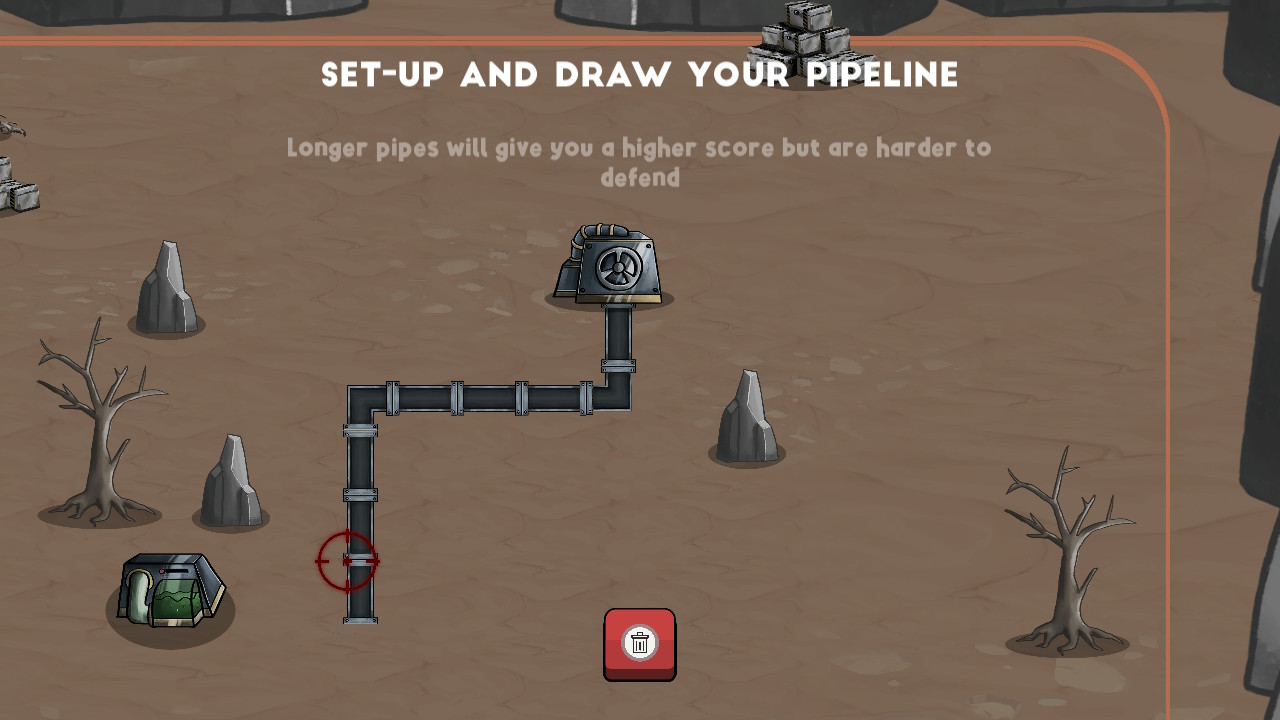 SET-UP AND DRAW YOUR PIPELINE
Longer pipes will give you a higher score but are harder to
defend